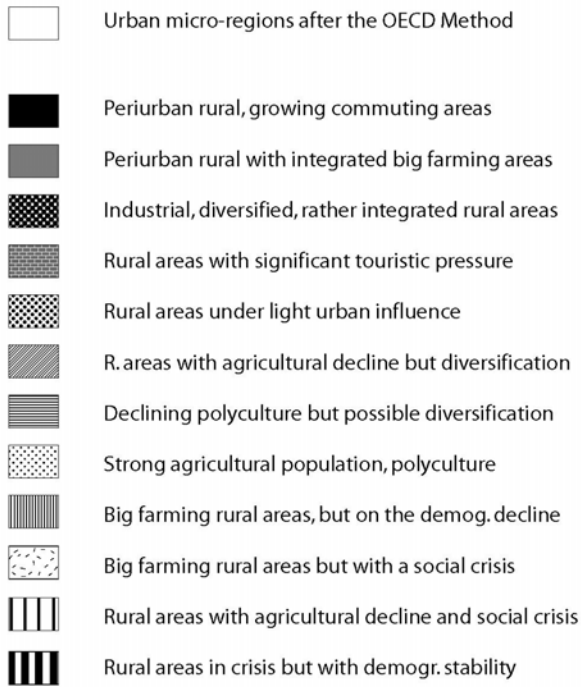 Urban micro-regions after the OECD Method
Periurban rural, growing commuting areas
Periurban rural with integrated big farming areas
Industrial, diversified, rather integrated rural areas
Rural areas with significant touristic pressure
Rural areas under light urban influence
R. areas with agricultural decline but diversification
Declining polyculture but possible diversification
Strong agricultural population, polyculture
Big farming rural areas, but on the demog. decline
Big farming rural areas but with a social crisis
Rural areas with agricultural decline and social crisis
Rural areas in crisis but with demogr. stability